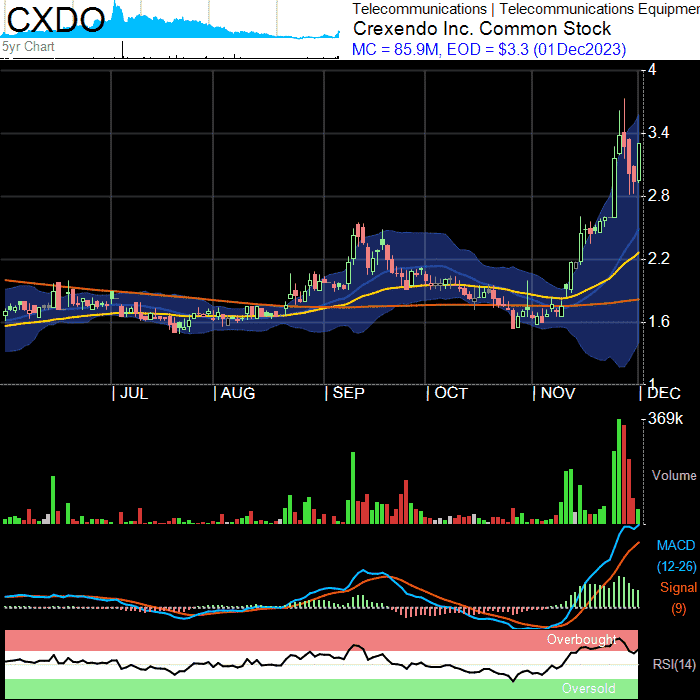 CXDO
5yr Chart
Telecommunications | Telecommunications Equipmen
Crexendo Inc. Common Stock
MC = 85.9M, EOD = $3.3 (01Dec2023)
4
3.4
2.8
2.2
1.6
1
| JUL | AUG | SEP | OCT | NOV | DEC
369k
Volume
MACD
(12-26)
Signal
(9)
Overbought
RSI(14)
Oversold